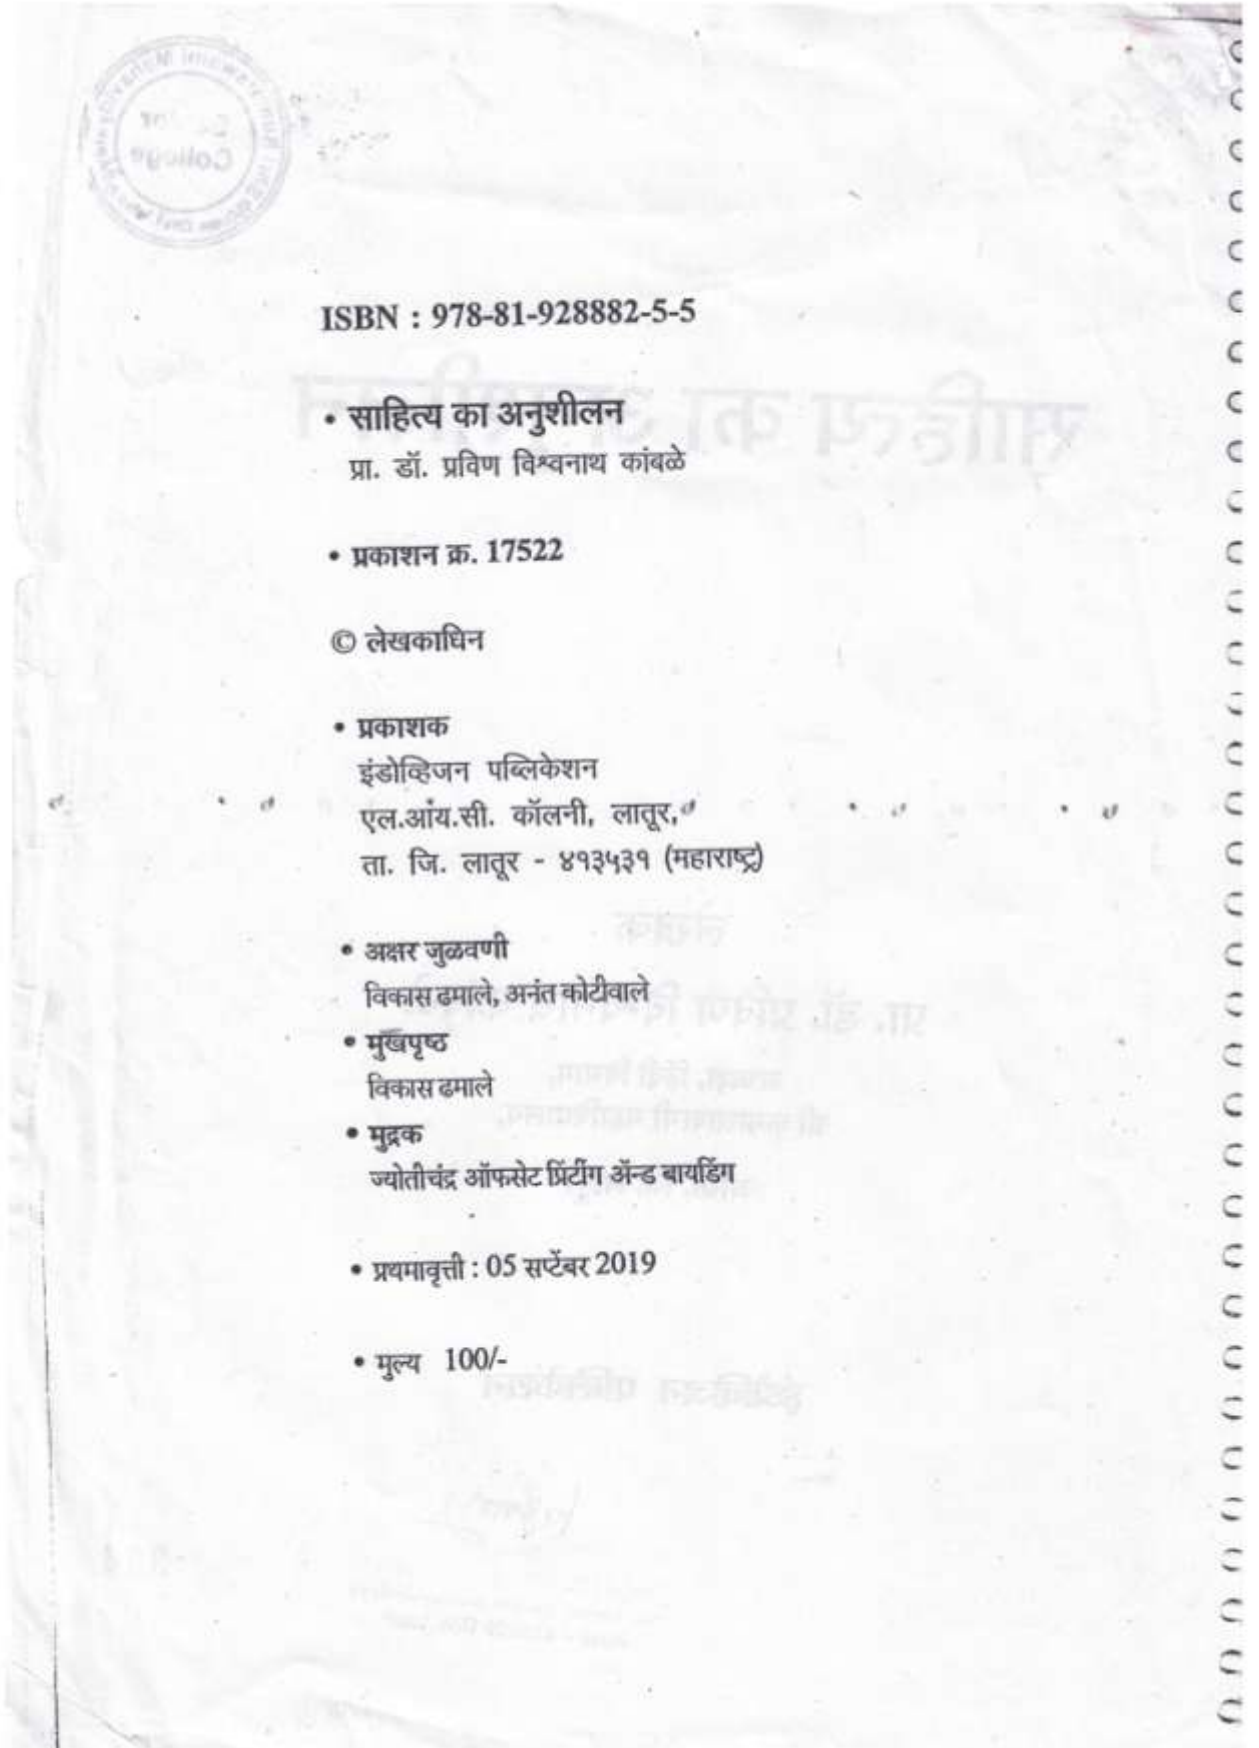 ISBN : 978-81-928882-5-5
• साहित्य का अनुशीलन
प्रा. डॉ. प्रविण विश्वनाथ कांबळे
• प्रकाशन क्र. 17522
© लेखकाधिन
• प्रकाशक
इंडोव्हिजन पब्लिकेशन
एल.आंय.सी. कॉलनी, लातूर,
ता. जि. लातूर - ४१३५३१ (महाराष्ट्र)
• अक्षर जुळवणी
विकास ढमाले, अनंत कोटीवाले
• मुखपृष्ठ
विकास ढमाले
• मुद्रक
ज्योतीचंद्र ऑफसेट प्रिंटींग ॲन्ड बायडिंग
• प्रथमावृत्ती : 05 सप्टेंबर 2019
• मुल्य 100/-